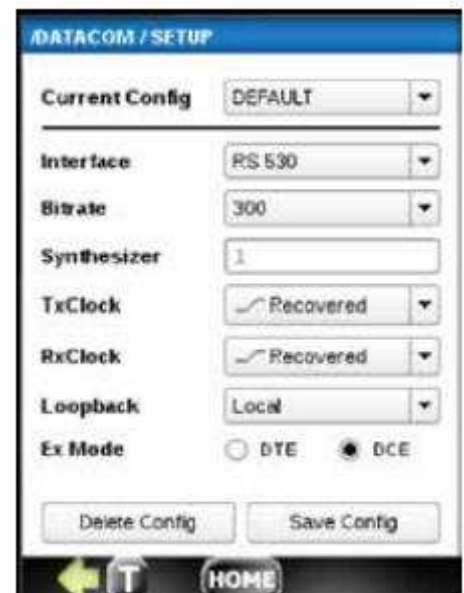 /DATACOM / SETUP
Current Config DEFAULT
Interface RS 530
Bitrate 300
Synthesizer 1
TxClock Recovered
RxClock Recovered
Loopback Local
Ex Mode DTE DCE
Delete Config Save Config
T HOME